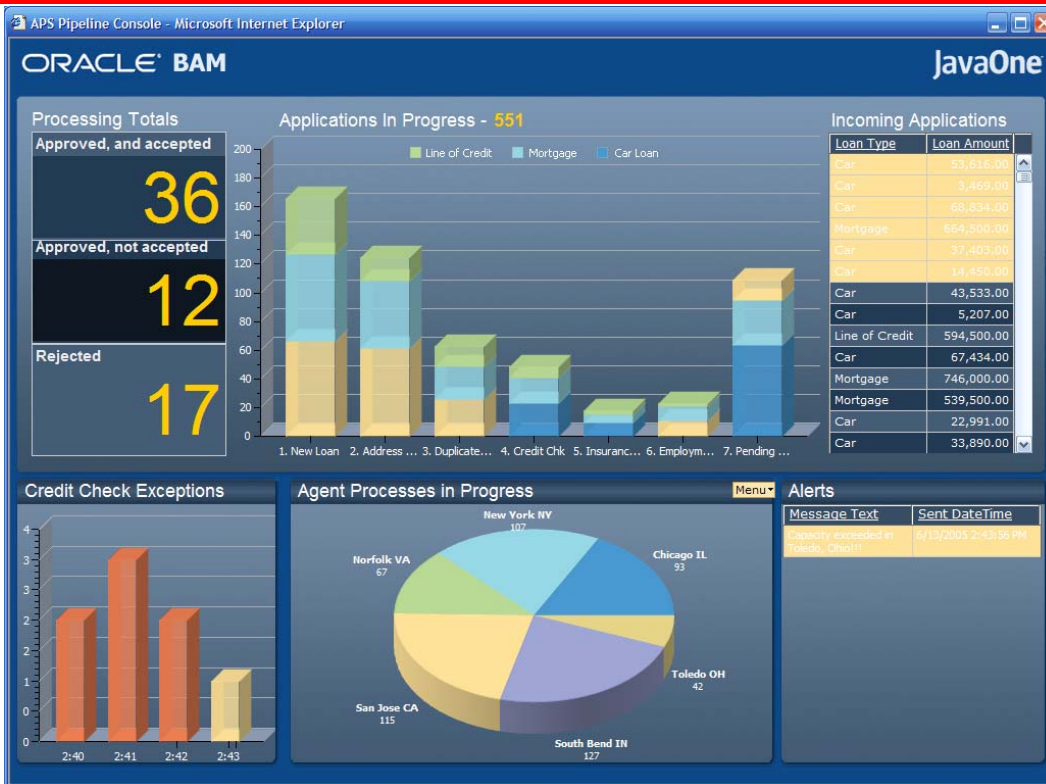 APS Pipeline Console - Microsoft Internet Explorer
ORACLE BAM
JavaOne
Processing Totals
Approved, and accepted
36
Approved, not accepted
12
Rejected
17
Applications In Progress - 551
Line of Credit Mortgage Car Loan
200
180
160
140
120
100
80
60
40
20
0
1. New Loan 2. Address ... 3. Duplicate... 4. Credit Chk 5. Insuranc... 6. Employm... 7. Pending ...
Incoming Applications
Loan Type Loan Amount
Car 53,616.00
Car 3,469.00
Car 68,834.00
Mortgage 664,500.00
Car 37,403.00
Car 14,450.00
Car 43,533.00
Car 5,207.00
Line of Credit 594,500.00
Car 67,434.00
Mortgage 746,000.00
Mortgage 539,500.00
Car 22,991.00
Car 33,890.00
Credit Check Exceptions
4
3
3
2
2
1
0
0
2:40 2:41 2:42 2:43
Agent Processes in Progress
Menu
New York NY
107
Chicago IL
93
Norfolk VA
67
Toledo OH
42
San Jose CA
115
South Bend IN
127
Alerts
Message Text Sent DateTime
Capacity exceeded in 6/13/2005 2:43:56 PM
Toledo, Ohio!!!